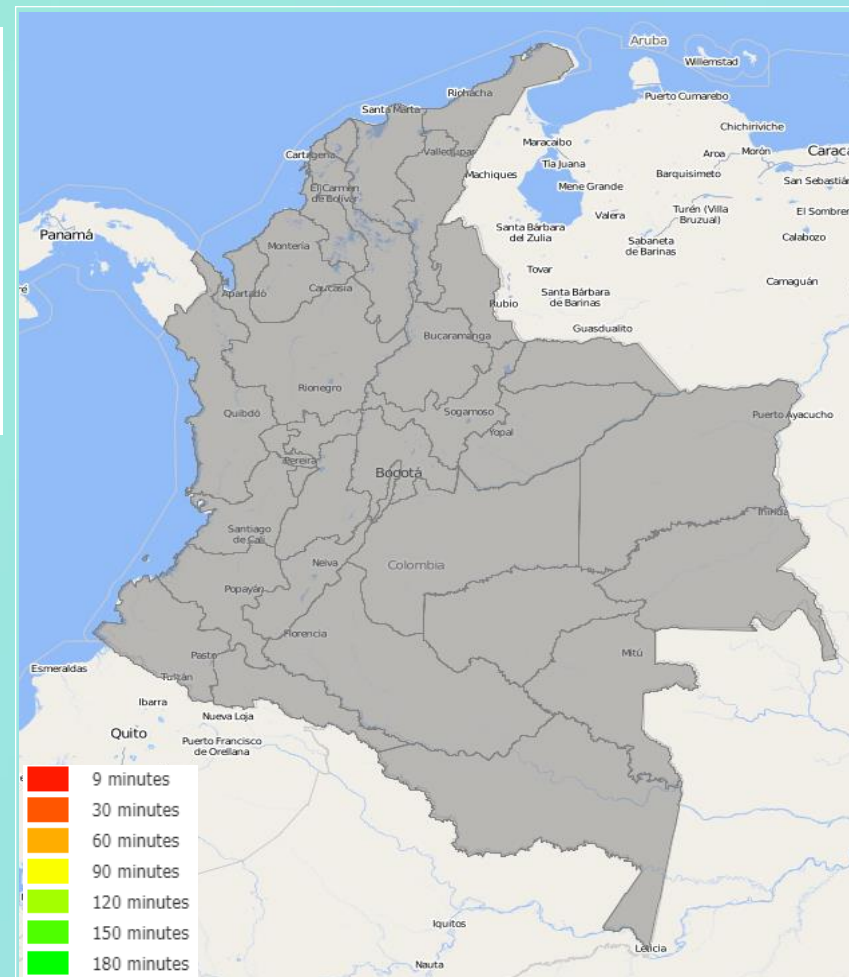 Aruba
Willemstad
Riohacha
Puerto Cumarebo
Santa Marta
Chichiriviche
Maracaibo
Cartagena
Valledupar
Aroa
Morón
Carac
Tía Juana
Machiques
Barquisimeto
San Sebastián
El Carmen
de Bolívar
Mene Grande
Valera
Turén (Villa
Bruzual)
El Sombrer
Santa Bárbara
del Zulia
Panamá
Montería
Sabaneta
de Barinas
Calabozo
Tovar
Camaguán
Apartadó
Caucasia
Santa Bárbara
de Barinas
Rubio
Guasdualito
Bucaramanga
Rionegro
Quibdó
Sogamoso
Puerto Ayacucho
Yopal
Pereira
Bogotá
Inírida
Santiago
de Cali
Neiva
Colombia
Popayán
Florencia
Mitú
Pasto
Esmeraldas
Tulcán
Ibarra
Nueva Loja
Quito
Puerto Francisco
de Orellana
9 minutes
30 minutes
60 minutes
90 minutes
120 minutes
150 minutes
180 minutes
Iquitos
Leticia
Nauta